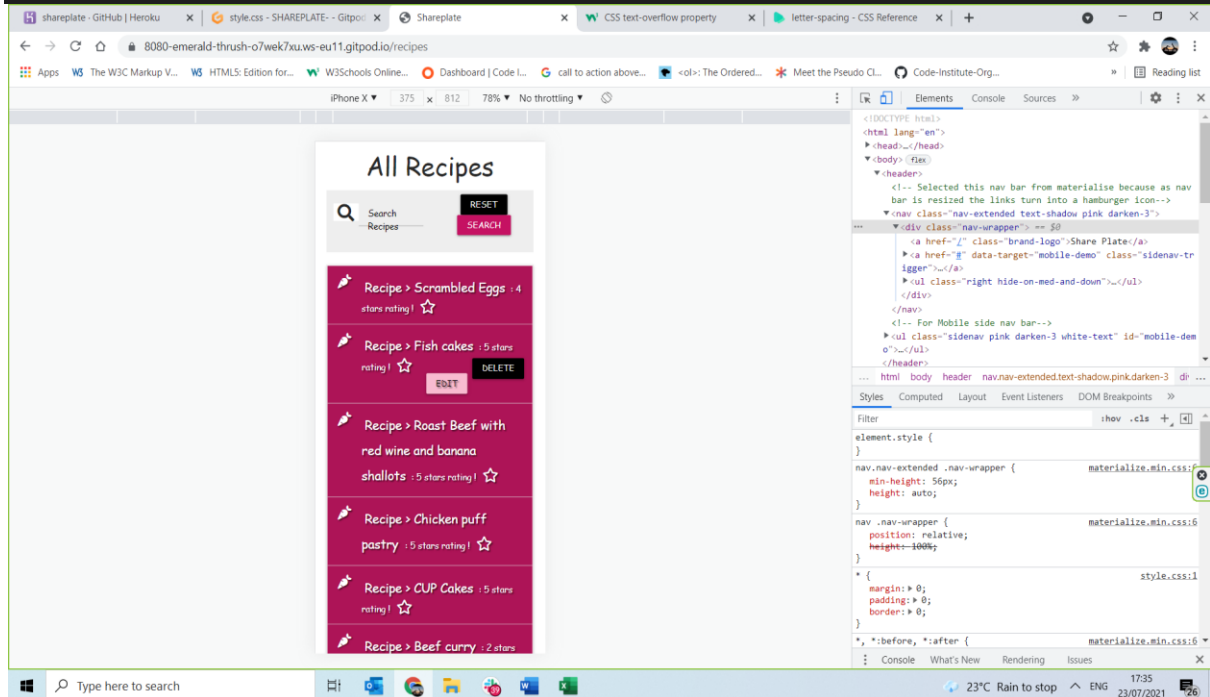 shareplate · GitHub | Heroku
style.css - SHAREPLATE- - Gitpod
Shareplate
CSS text-overflow property
letter-spacing - CSS Reference
8080-emerald-thrush-o7wek7xu.ws-eu11.gitpod.io/recipes
Apps
The W3C Markup V...
HTML5: Edition for...
W3Schools Online...
Dashboard | Code I...
call to action above...
<ol>: The Ordered...
Meet the Pseudo Cl...
Code-Institute-Org...
»
Reading list
iPhone X ▼ 375 x 812 78% ▼ No throttling ▼
All Recipes
Search
Recipes
RESET
SEARCH
Recipe > Scrambled Eggs : 4
stars rating !
Recipe > Fish cakes : 5 stars
rating !
DELETE
EDIT
Recipe > Roast Beef with
red wine and banana
shallots : 5 stars rating !
Recipe > Chicken puff
pastry : 5 stars rating !
Recipe > CUP Cakes : 5 stars
rating !
Recipe > Beef curry : 2 stars
Elements Console Sources »
<!DOCTYPE html>
<html lang="en">
▶<head>…</head>
▼<body> flex
▼<header>
<!-- Selected this nav bar from materialise because as nav
bar is resized the links turn into a hamburger icon-->
▼<nav class="nav-extended text-shadow pink darken-3">
... ▼<div class="nav-wrapper"> == $0
<a href="/" class="brand-logo">Share Plate</a>
▶<a href="#" data-target="mobile-demo" class="sidenav-tr
igger">…</a>
▶<ul class="right hide-on-med-and-down">…</ul>
</div>
</nav>
<!-- For Mobile side nav bar-->
▶<ul class="sidenav pink darken-3 white-text" id="mobile-dem
o">…</ul>
</header>
... html body header nav.nav-extended.text-shadow.pink.darken-3 di ...
Styles Computed Layout Event Listeners DOM Breakpoints »
Filter :hov .cls +
element.style {
}
nav.nav-extended .nav-wrapper { materialize.min.css:6
min-height: 56px;
height: auto;
}
nav .nav-wrapper { materialize.min.css:6
position: relative;
height: 100%;
}
* { style.css:1
margin:▶ 0;
padding:▶ 0;
border:▶ 0;
}
*, *:before, *:after { materialize.min.css:6
Console What's New Rendering Issues
Type here to search
39
23°C Rain to stop
ENG
17:35
23/07/2021
26